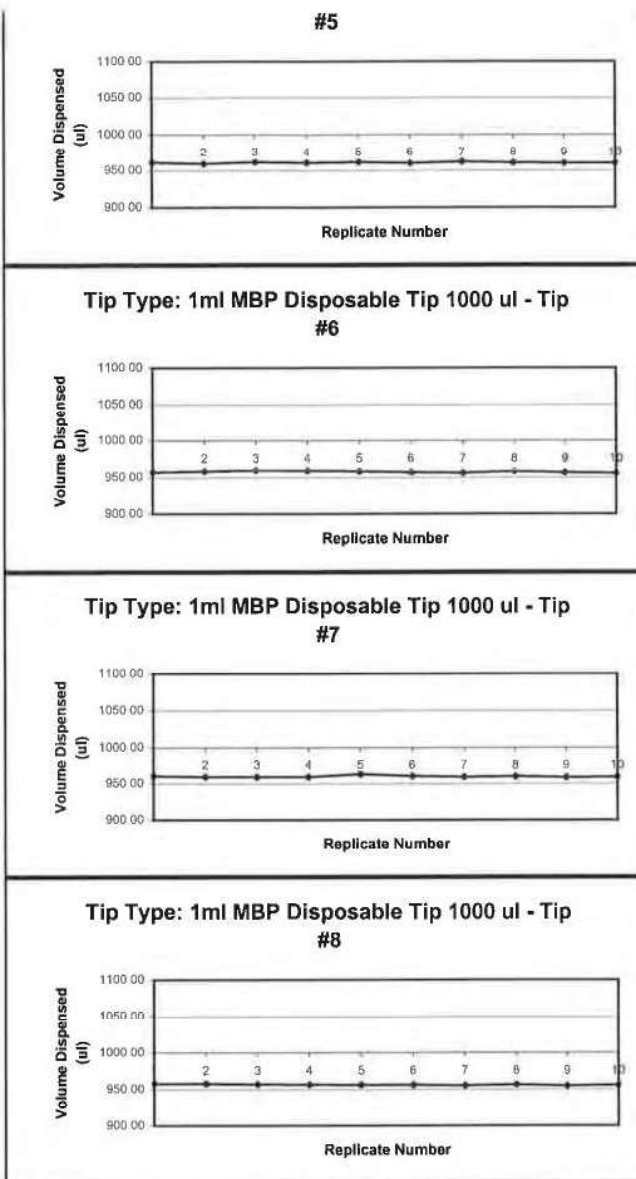 #5
1100 00
1050 00
1000 00
950 00
900 00
Volume Dispensed
(ul)
2 3 4 5 6 7 8 9 10
Replicate Number
Tip Type: 1ml MBP Disposable Tip 1000 ul - Tip
#6
1100 00
1050 00
1000 00
950 00
900 00
Volume Dispensed
(ul)
2 3 4 5 6 7 8 9 10
Replicate Number
Tip Type: 1ml MBP Disposable Tip 1000 ul - Tip
#7
1100 00
1050 00
1000 00
950 00
900 00
Volume Dispensed
(ul)
2 3 4 5 6 7 8 9 10
Replicate Number
Tip Type: 1ml MBP Disposable Tip 1000 ul - Tip
#8
1100 00
1050 00
1000 00
950 00
900 00
Volume Dispensed
(ul)
2 3 4 5 6 7 8 9 10
Replicate Number